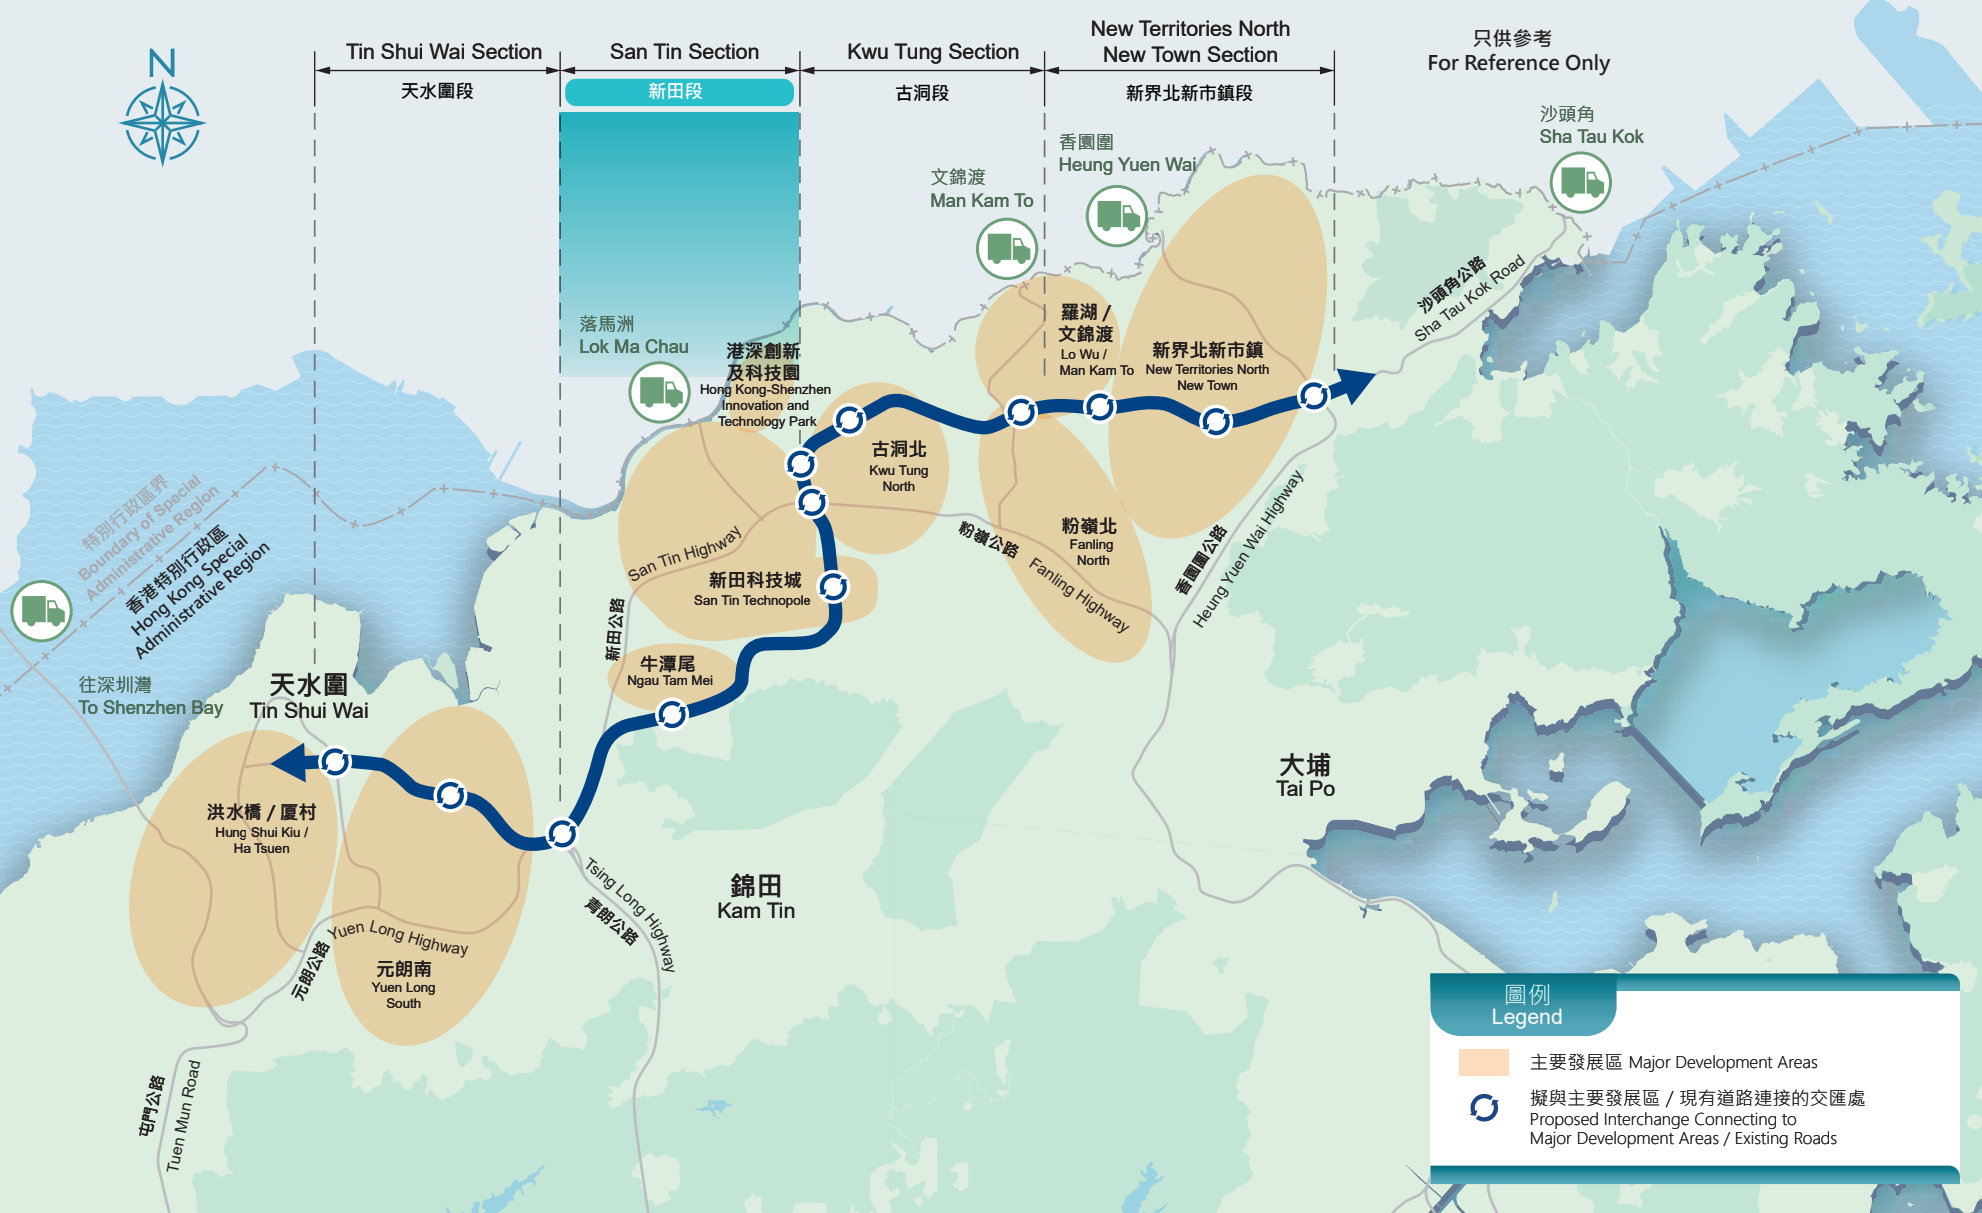 N
Tin Shui Wai Section
天水圍段
San Tin Section
新田段
Kwu Tung Section
古洞段
New Territories North
New Town Section
新界北新市鎮段
只供參考
For Reference Only
沙頭角
Sha Tau Kok
香園圍
Heung Yuen Wai
文錦渡
Man Kam To
落馬洲
Lok Ma Chau
港深創新
及科技園
Hong Kong-Shenzhen
Innovation and
Technology Park
羅湖 /
文錦渡
Lo Wu /
Man Kam To
新界北新市鎮
New Territories North
New Town
沙頭角公路
Sha Tau Kok Road
古洞北
Kwu Tung
North
粉嶺北
Fanling
North
粉嶺公路
Fanling Highway
香園圍公路
Heung Yuen Wai Highway
特別行政區界
Boundary of Special
Administrative Region
香港特別行政區
Hong Kong Special
Administrative Region
San Tin Highway
新田公路
新田科技城
San Tin Technopole
牛潭尾
Ngau Tam Mei
往深圳灣
To Shenzhen Bay
天水圍
Tin Shui Wai
洪水橋 / 厦村
Hung Shui Kiu /
Ha Tsuen
大埔
Tai Po
錦田
Kam Tin
Tsing Long Highway
青朗公路
Yuen Long Highway
元朗公路
元朗南
Yuen Long
South
屯門公路
Tuen Mun Road
圖例
Legend
主要發展區 Major Development Areas
擬與主要發展區 / 現有道路連接的交匯處
Proposed Interchange Connecting to
Major Development Areas / Existing Roads